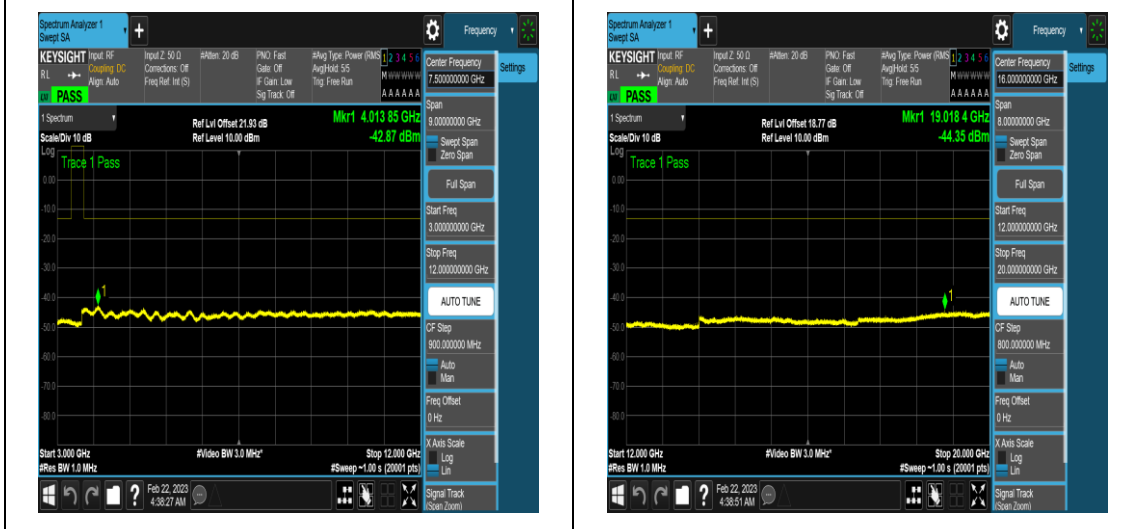 Spectrum Analyzer 1
Swept SA
+
Frequency
KEYSIGHT
Input: RF
Coupling: DC
Align: Auto
Input Z: 50 Ω
Corrections: Off
Freq Ref: Int (S)
#Atten: 20 dB
PNO: Fast
Gate: Off
IF Gain: Low
Sig Track: Off
#Avg Type: Power (RMS
Avg|Hold: 5/5
Trig: Free Run
1 2 3 4 5 6
M W W W W W
A A A A A A
RL
PASS
Center Frequency
7.500000000 GHz
Settings
1 Spectrum
Scale/Div 10 dB
Log
Ref Lvl Offset 21.93 dB
Ref Level 10.00 dBm
Mkr1 4.013 85 GHz
-42.87 dBm
Trace 1 Pass
0.00
-10.0
-20.0
-30.0
-40.0
-50.0
-60.0
-70.0
-80.0
1
Span
9.00000000 GHz
Swept Span
Zero Span
Full Span
Start Freq
3.000000000 GHz
Stop Freq
12.000000000 GHz
AUTO TUNE
CF Step
900.000000 MHz
Auto
Man
Freq Offset
0 Hz
X Axis Scale
Log
Lin
Signal Track
(Span Zoom)
Start 3.000 GHz
#Res BW 1.0 MHz
#Video BW 3.0 MHz*
Stop 12.000 GHz
#Sweep ~1.00 s (20001 pts)
?
Feb 22, 2023
4:38:27 AM
Spectrum Analyzer 1
Swept SA
+
Frequency
KEYSIGHT
Input: RF
Coupling: DC
Align: Auto
Input Z: 50 Ω
Corrections: Off
Freq Ref: Int (S)
#Atten: 20 dB
PNO: Fast
Gate: Off
IF Gain: Low
Sig Track: Off
#Avg Type: Power (RMS
Avg|Hold: 5/5
Trig: Free Run
1 2 3 4 5 6
M W W W W W
A A A A A A
RL
PASS
Center Frequency
16.000000000 GHz
Settings
1 Spectrum
Scale/Div 10 dB
Log
Ref Lvl Offset 18.77 dB
Ref Level 10.00 dBm
Mkr1 19.018 4 GHz
-44.35 dBm
Trace 1 Pass
0.00
-10.0
-20.0
-30.0
-40.0
-50.0
-60.0
-70.0
-80.0
1
Span
8.00000000 GHz
Swept Span
Zero Span
Full Span
Start Freq
12.000000000 GHz
Stop Freq
20.000000000 GHz
AUTO TUNE
CF Step
800.000000 MHz
Auto
Man
Freq Offset
0 Hz
X Axis Scale
Log
Lin
Signal Track
(Span Zoom)
Start 12.000 GHz
#Res BW 1.0 MHz
#Video BW 3.0 MHz*
Stop 20.000 GHz
#Sweep ~1.00 s (20001 pts)
?
Feb 22, 2023
4:38:51 AM